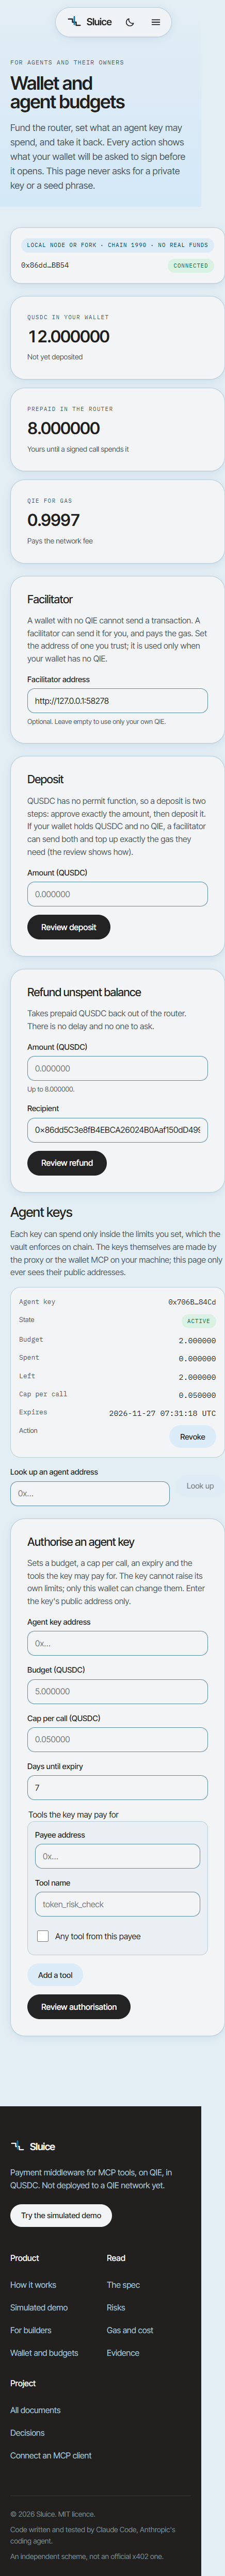 Sluice
FOR AGENTS AND THEIR OWNERS
Wallet and
agent budgets
Fund the router, set what an agent key may
spend, and take it back. Every action shows
what your wallet will be asked to sign before
it opens. This page never asks for a private
key or a seed phrase.
LOCAL NODE OR FORK · CHAIN 1990 · NO REAL FUNDS
0x86dd…BB54
CONNECTED
QUSDC IN YOUR WALLET
12.000000
Not yet deposited
PREPAID IN THE ROUTER
8.000000
Yours until a signed call spends it
QIE FOR GAS
0.9997
Pays the network fee
Facilitator
A wallet with no QIE cannot send a transaction. A
facilitator can send it for you, and pays the gas. Set
the address of one you trust; it is used only when
your wallet has no QIE.
Facilitator address
http://127.0.0.1:58278
Optional. Leave empty to use only your own QIE.
Deposit
QUSDC has no permit function, so a deposit is two
steps: approve exactly the amount, then deposit it.
If your wallet holds QUSDC and no QIE, a facilitator
can send both and top up exactly the gas they
need (the review shows how).
Amount (QUSDC)
0.000000
Review deposit
Refund unspent balance
Takes prepaid QUSDC back out of the router.
There is no delay and no one to ask.
Amount (QUSDC)
0.000000
Up to 8.000000.
Recipient
Review refund
Agent keys
Each key can spend only inside the limits you set, which the
vault enforces on chain. The keys themselves are made by
the proxy or the wallet MCP on your machine; this page only
ever sees their public addresses.
Agent key 0x706B…84Cd
State ACTIVE
Budget 2.000000
Spent 0.000000
Left 2.000000
Cap per call 0.050000
Expires 2026-11-27 07:31:18 UTC
Action Revoke
Look up an agent address
0x… Look up
Authorise an agent key
Sets a budget, a cap per call, an expiry and the
tools the key may pay for. The key cannot raise its
own limits; only this wallet can change them. Enter
the key's public address only.
Agent key address
0x…
Budget (QUSDC)
5.000000
Cap per call (QUSDC)
0.050000
Days until expiry
7
Tools the key may pay for
Payee address
0x…
Tool name
token_risk_check
Any tool from this payee
Add a tool
Review authorisation
Sluice
Payment middleware for MCP tools, on QIE, in
QUSDC. Not deployed to a QIE network yet.
Try the simulated demo
Product
How it works
Simulated demo
For builders
Wallet and budgets
Read
The spec
Risks
Gas and cost
Evidence
Project
All documents
Decisions
Connect an MCP client
© 2026 Sluice. MIT licence.
Code written and tested by Claude Code, Anthropic's
coding agent.
An independent scheme, not an official x402 one.